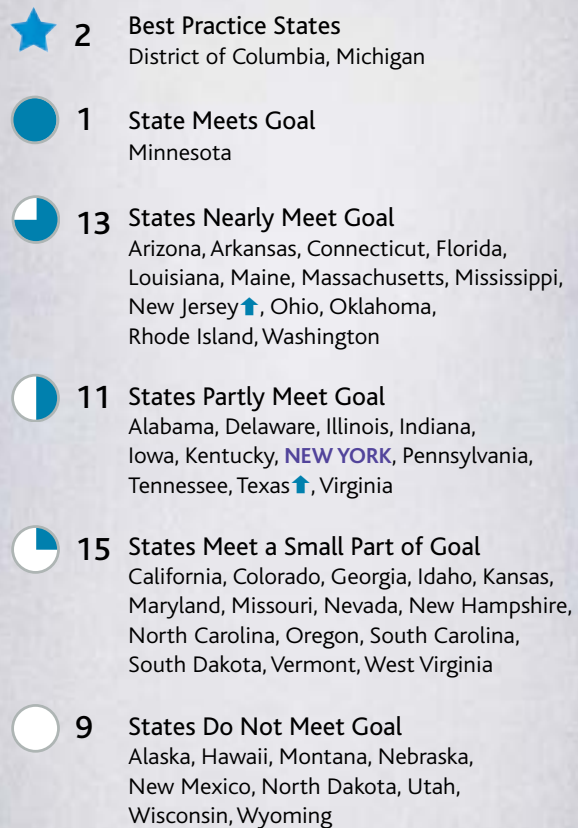 2 Best Practice States
District of Columbia, Michigan
1 State Meets Goal
Minnesota
13 States Nearly Meet Goal
Arizona, Arkansas, Connecticut, Florida,
Louisiana, Maine, Massachusetts, Mississippi,
New Jersey⬆, Ohio, Oklahoma,
Rhode Island, Washington
11 States Partly Meet Goal
Alabama, Delaware, Illinois, Indiana,
Iowa, Kentucky, NEW YORK, Pennsylvania,
Tennessee, Texas⬆, Virginia
15 States Meet a Small Part of Goal
California, Colorado, Georgia, Idaho, Kansas,
Maryland, Missouri, Nevada, New Hampshire,
North Carolina, Oregon, South Carolina,
South Dakota, Vermont, West Virginia
9 States Do Not Meet Goal
Alaska, Hawaii, Montana, Nebraska,
New Mexico, North Dakota, Utah,
Wisconsin, Wyoming